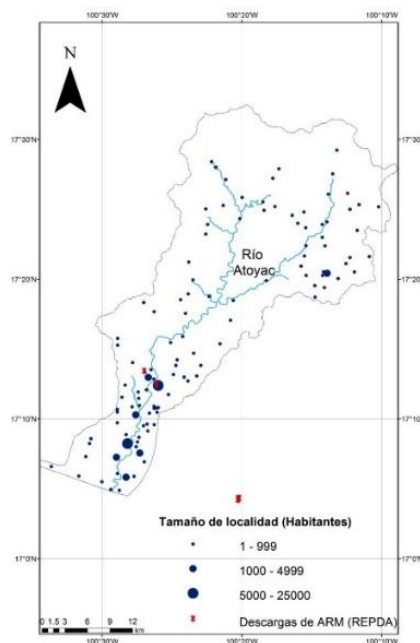 100°30'W 100°20'W 100°10'W
N
17°30'N 17°30'N
Río
Atoyac
17°20'N 17°20'N
17°10'N 17°10'N
Tamaño de localidad (Habitantes)
1 - 999
17°0'N 17°0'N
1000 - 4999
5000 - 25000
0 1.5 3 6 9 12
km
Descargas de ARM (REPDA)
100°30'W 100°20'W 100°10'W